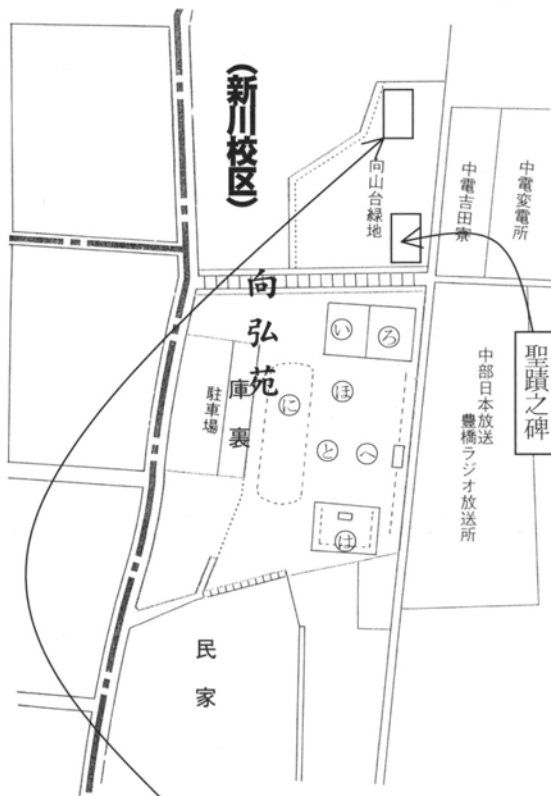 (新川校区)
向山台緑地
中電吉田寮
中電変電所
聖蹟之碑
中部日本放送
豊橋ラジオ放送所
向弘苑
庫裏
駐車場
い
ろ
ほ
に
と
へ
は
民家